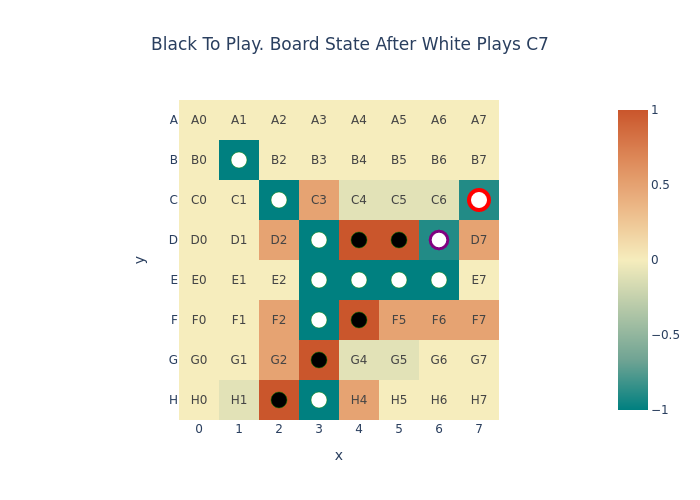 Black To Play. Board State After White Plays C7
A A0 A1 A2 A3 A4 A5 A6 A7
B B0 B2 B3 B4 B5 B6 B7
C C0 C1 C3 C4 C5 C6
D D0 D1 D2 D7
E E0 E1 E2 E7
F F0 F1 F2 F5 F6 F7
G G0 G1 G2 G4 G5 G6 G7
H H0 H1 H4 H5 H6 H7
0 1 2 3 4 5 6 7
x
y
1
0.5
0
−0.5
−1